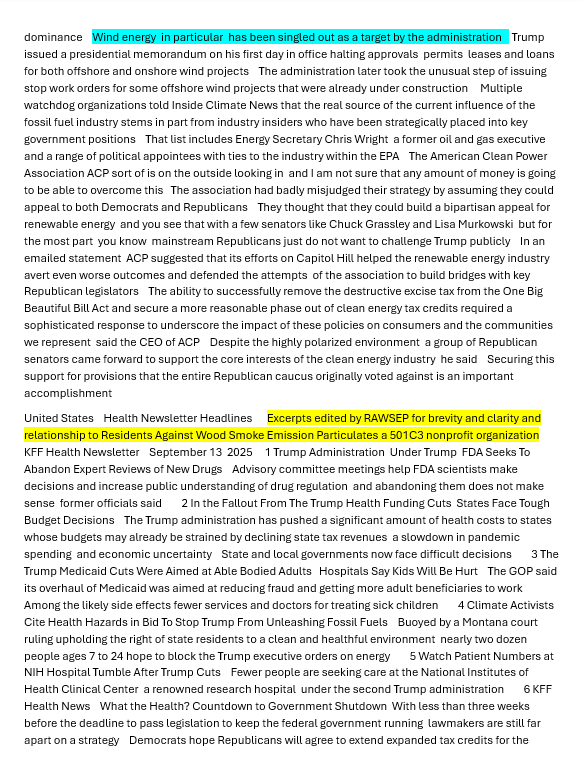 dominance Wind energy in particular has been singled out as a target by the administration Trump
issued a presidential memorandum on his first day in office halting approvals permits leases and loans
for both offshore and onshore wind projects The administration later took the unusual step of issuing
stop work orders for some offshore wind projects that were already under construction Multiple
watchdog organizations told Inside Climate News that the real source of the current influence of the
fossil fuel industry stems in part from industry insiders who have been strategically placed into key
government positions That list includes Energy Secretary Chris Wright a former oil and gas executive
and a range of political appointees with ties to the industry within the EPA The American Clean Power
Association ACP sort of is on the outside looking in and I am not sure that any amount of money is going
to be able to overcome this The association had badly misjudged their strategy by assuming they could
appeal to both Democrats and Republicans They thought that they could build a bipartisan appeal for
renewable energy and you see that with a few senators like Chuck Grassley and Lisa Murkowski but for
the most part you know mainstream Republicans just do not want to challenge Trump publicly In an
emailed statement ACP suggested that its efforts on Capitol Hill helped the renewable energy industry
avert even worse outcomes and defended the attempts of the association to build bridges with key
Republican legislators The ability to successfully remove the destructive excise tax from the One Big
Beautiful Bill Act and secure a more reasonable phase out of clean energy tax credits required a
sophisticated response to underscore the impact of these policies on consumers and the communities
we represent said the CEO of ACP Despite the highly polarized environment a group of Republican
senators came forward to support the core interests of the clean energy industry he said Securing this
support for provisions that the entire Republican caucus originally voted against is an important
accomplishment
United States Health Newsletter Headlines Excerpts edited by RAWSEP for brevity and clarity and
relationship to Residents Against Wood Smoke Emission Particulates a 501C3 nonprofit organization
KFF Health Newsletter September 13 2025 1 Trump Administration Under Trump FDA Seeks To
Abandon Expert Reviews of New Drugs Advisory committee meetings help FDA scientists make
decisions and increase public understanding of drug regulation and abandoning them does not make
sense former officials said 2 In the Fallout From The Trump Health Funding Cuts States Face Tough
Budget Decisions The Trump administration has pushed a significant amount of health costs to states
whose budgets may already be strained by declining state tax revenues a slowdown in pandemic
spending and economic uncertainty State and local governments now face difficult decisions 3 The
Trump Medicaid Cuts Were Aimed at Able Bodied Adults Hospitals Say Kids Will Be Hurt The GOP said
its overhaul of Medicaid was aimed at reducing fraud and getting more adult beneficiaries to work
Among the likely side effects fewer services and doctors for treating sick children 4 Climate Activists
Cite Health Hazards in Bid To Stop Trump From Unleashing Fossil Fuels Buoyed by a Montana court
ruling upholding the right of state residents to a clean and healthful environment nearly two dozen
people ages 7 to 24 hope to block the Trump executive orders on energy 5 Watch Patient Numbers at
NIH Hospital Tumble After Trump Cuts Fewer people are seeking care at the National Institutes of
Health Clinical Center a renowned research hospital under the second Trump administration 6 KFF
Health News What the Health? Countdown to Government Shutdown With less than three weeks
before the deadline to pass legislation to keep the federal government running lawmakers are still far
apart on a strategy Democrats hope Republicans will agree to extend expanded tax credits for the